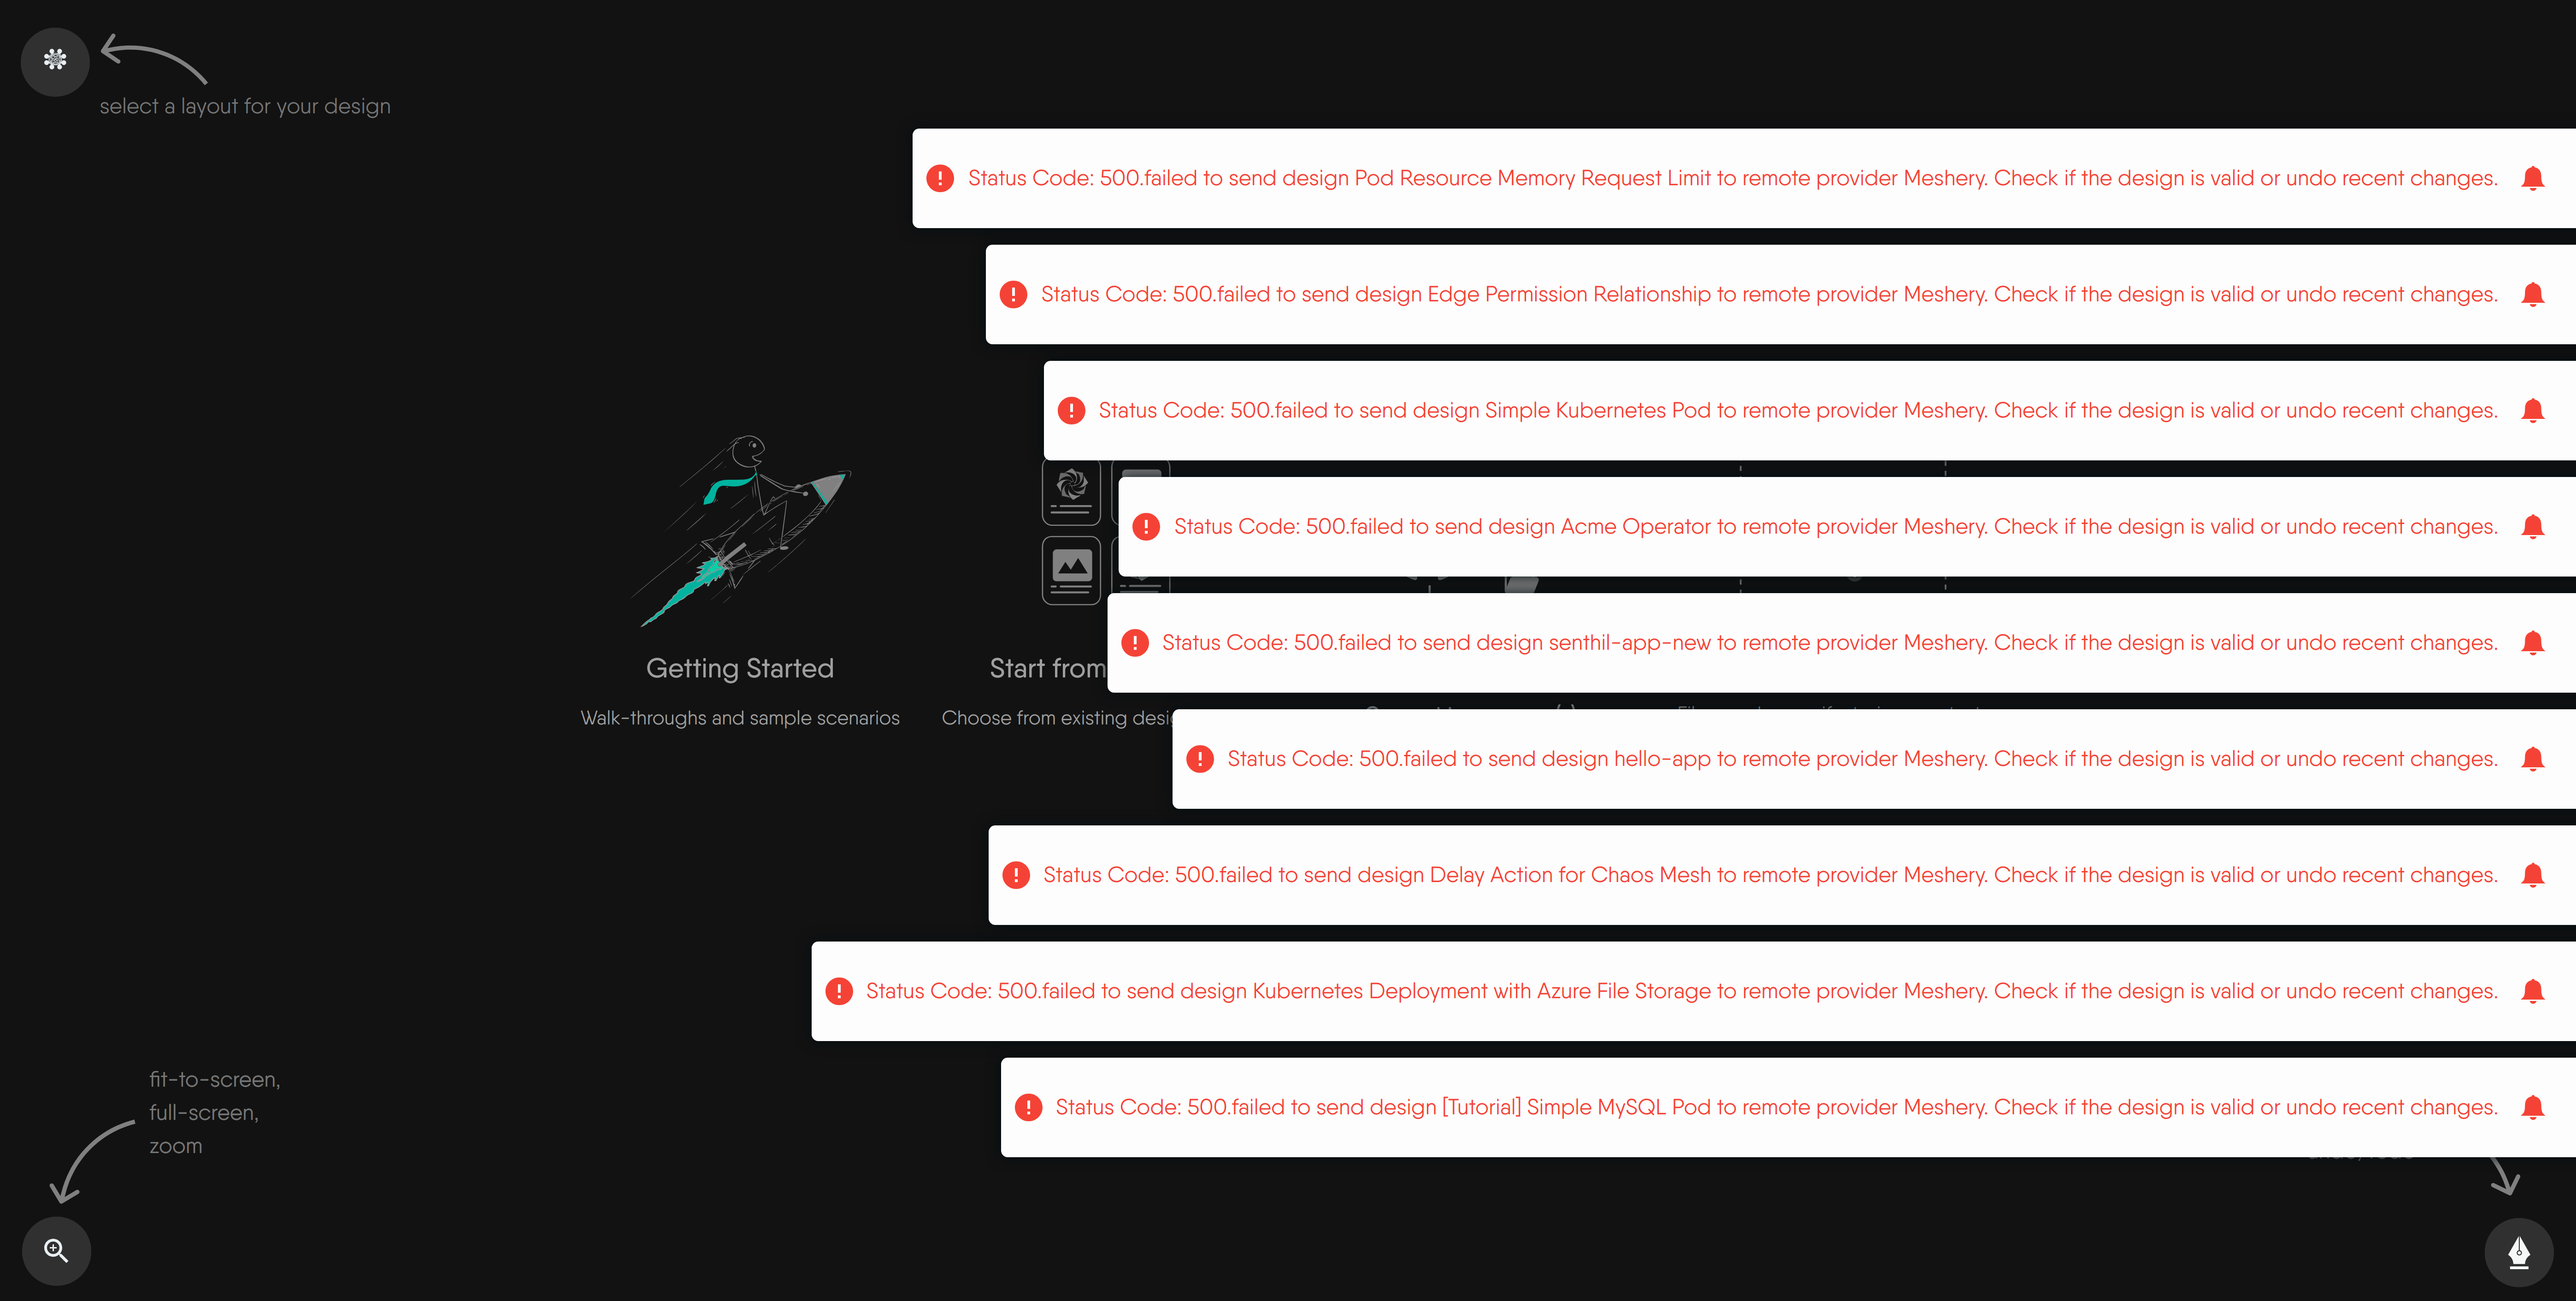 select a layout for your design
Status Code: 500.failed to send design Pod Resource Memory Request Limit to remote provider Meshery. Check if the design is valid or undo recent changes.
Status Code: 500.failed to send design Edge Permission Relationship to remote provider Meshery. Check if the design is valid or undo recent changes.
Status Code: 500.failed to send design Simple Kubernetes Pod to remote provider Meshery. Check if the design is valid or undo recent changes.
Status Code: 500.failed to send design Acme Operator to remote provider Meshery. Check if the design is valid or undo recent changes.
Status Code: 500.failed to send design senthil-app-new to remote provider Meshery. Check if the design is valid or undo recent changes.
Getting Started
Start from
Walk-throughs and sample scenarios
Choose from existing
Status Code: 500.failed to send design hello-app to remote provider Meshery. Check if the design is valid or undo recent changes.
Status Code: 500.failed to send design Delay Action for Chaos Mesh to remote provider Meshery. Check if the design is valid or undo recent changes.
Status Code: 500.failed to send design Kubernetes Deployment with Azure File Storage to remote provider Meshery. Check if the design is valid or undo recent changes.
Status Code: 500.failed to send design [Tutorial] Simple MySQL Pod to remote provider Meshery. Check if the design is valid or undo recent changes.
fit-to-screen,
full-screen,
zoom